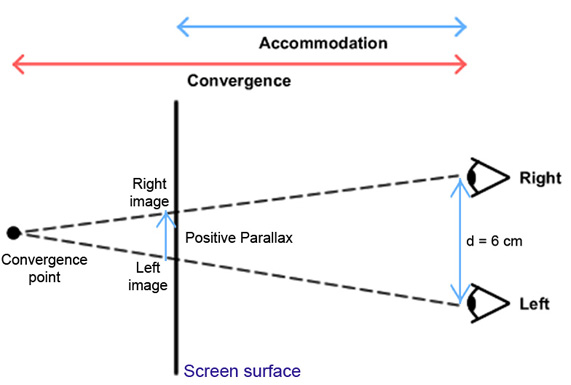 Accommodation
Convergence
Right
image
Right
Positive Parallax
d = 6 cm
Convergence
point
Left
image
Left
Screen surface